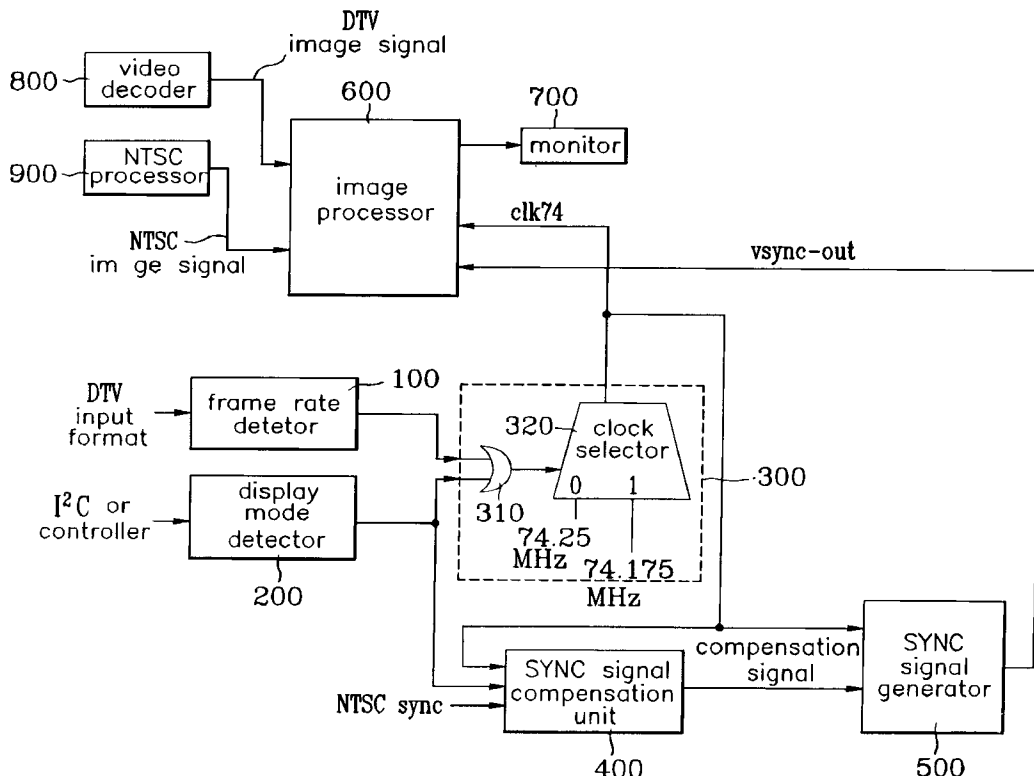 DTV
image signal
800
video
decoder
600
700
monitor
900
NTSC
processor
image
processor
clk74
NTSC
im ge signal
vsync-out
100
DTV
input
format
frame rate
detetor
320
clock
selector
0 1
300
310
I²C or
controller
display
mode
detector
74.25
MHz
74.175
MHz
200
compensation
signal
SYNC signal
compensation
unit
NTSC sync
SYNC
signal
generator
400
500